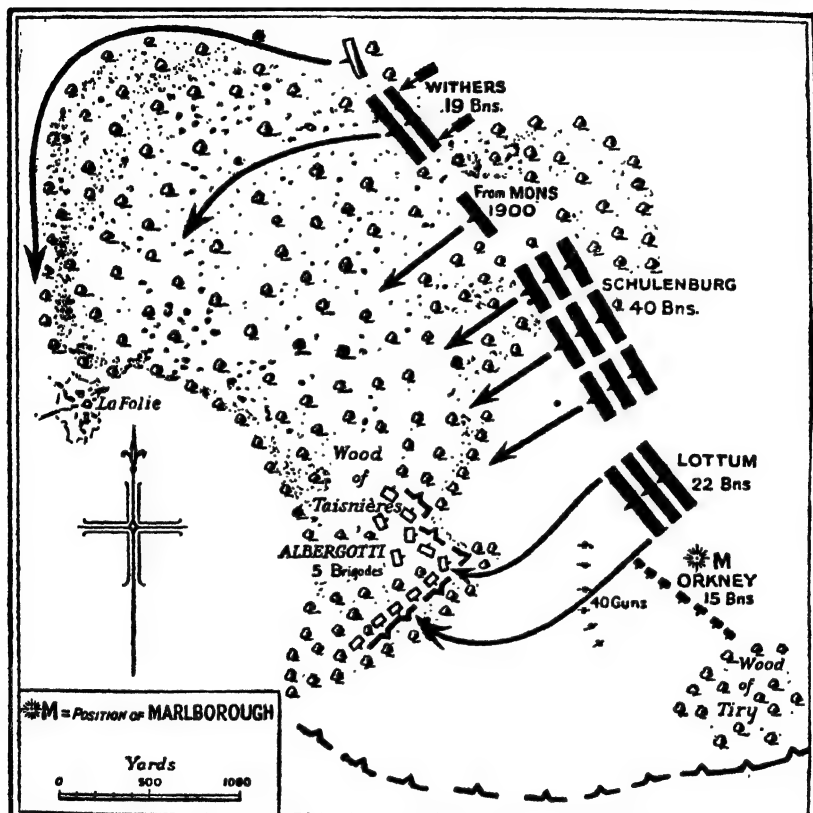 WITHERS
19 Bns.
From MONS
1900
SCHULENBURG
40 Bns.
La Folie
Wood
of
Taisnières
LOTTUM
22 Bns
ALBERGOTTI
5 Brigades
M
ORKNEY
15 Bns
40 Guns
Wood
of
Tiry
M = POSITION OF MARLBOROUGH
Yards
0 500 1000